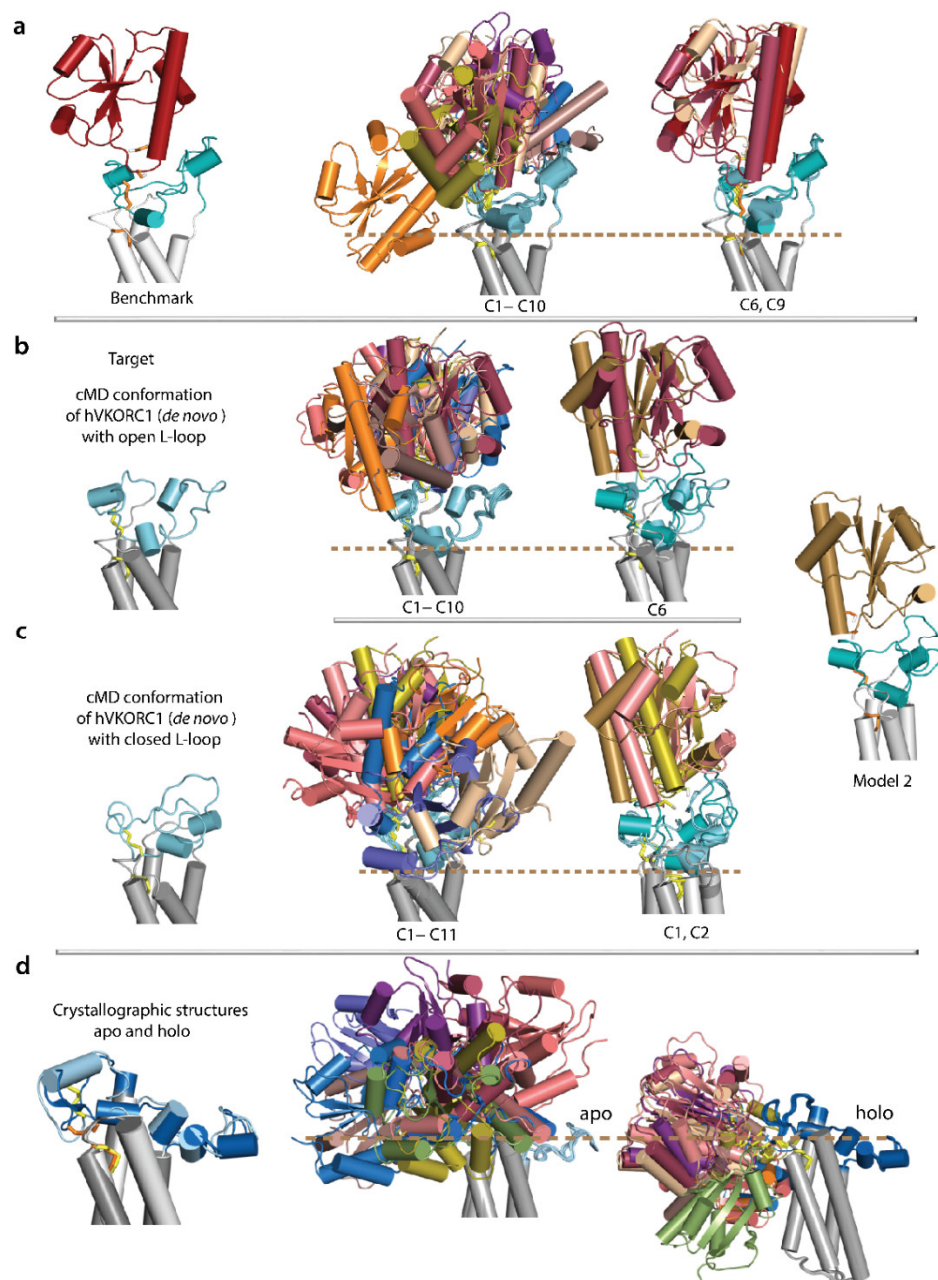 a
Benchmark
C1– C10
C6, C9
b
Target
cMD conformation
of hVKORC1 (de novo )
with open L-loop
C1– C10
C6
c
cMD conformation
of hVKORC1 (de novo )
with closed L-loop
C1– C11
C1, C2
Model 2
d
Crystallographic structures
apo and holo
apo
holo